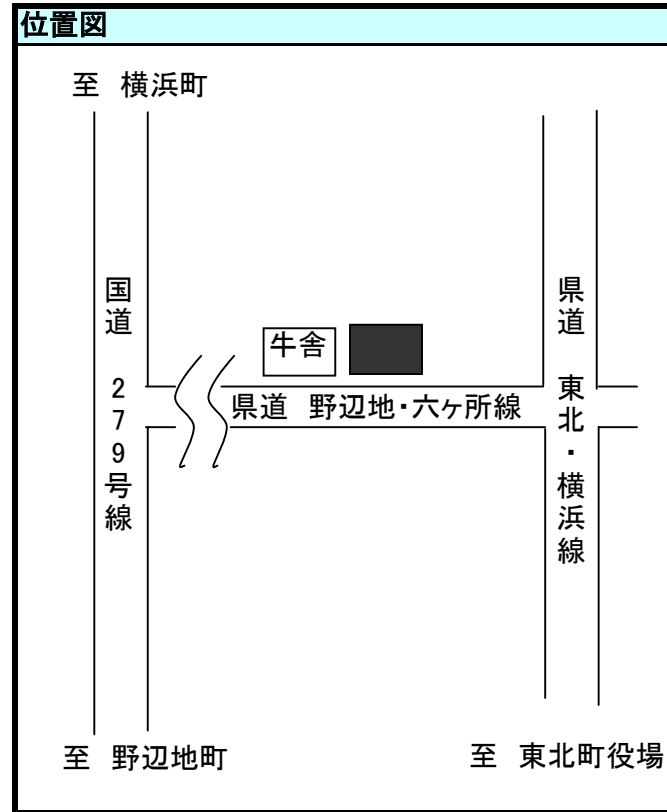 位置図
至　横浜町
国道　２７９号線
牛舎
県道　野辺地・六ヶ所線
県道　東北・横浜線
至　野辺地町
至　東北町役場